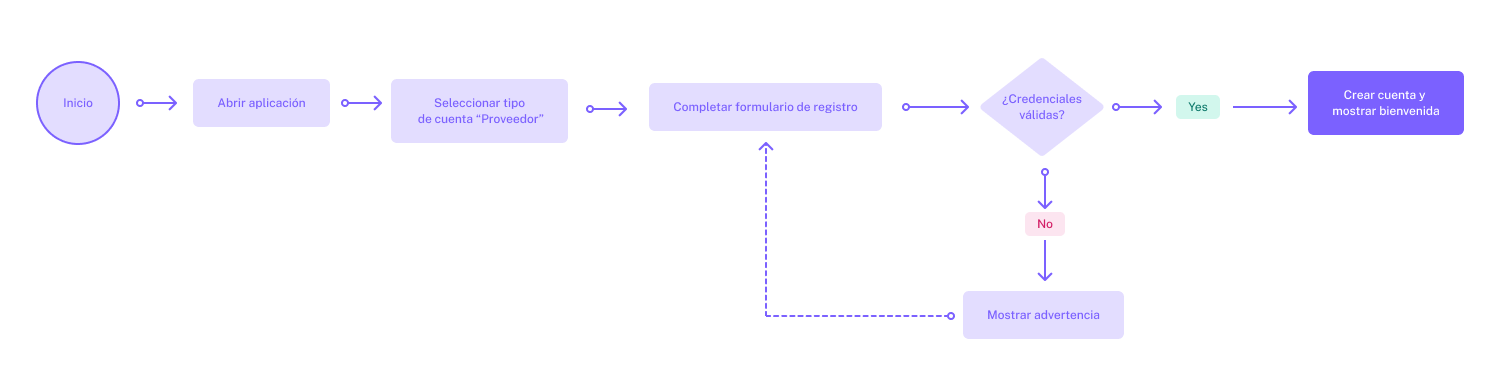 Inicio
Abrir aplicación
Seleccionar tipo
de cuenta “Proveedor”
Completar formulario de registro
¿Credenciales
válidas?
Yes
Crear cuenta y
mostrar bienvenida
No
Mostrar advertencia